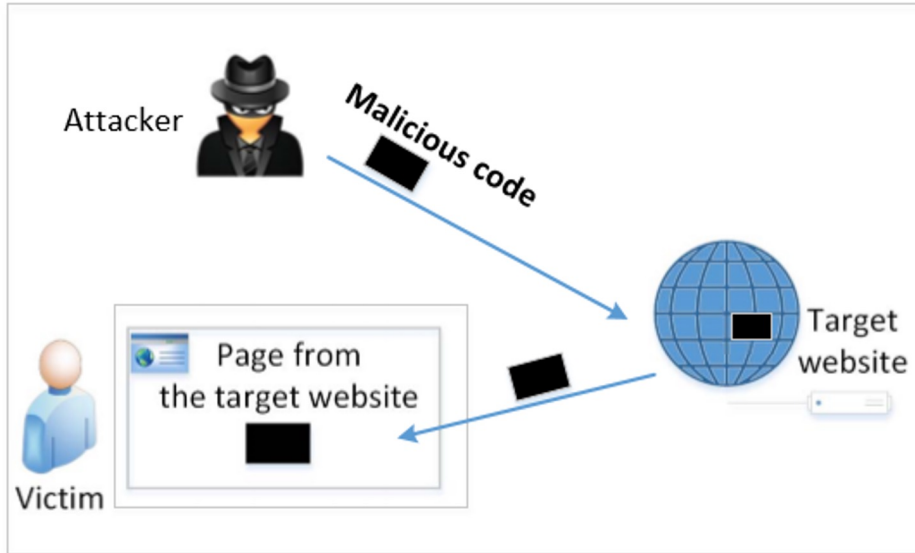 Attacker
Malicious code
Target
website
Page from
the target website
Victim